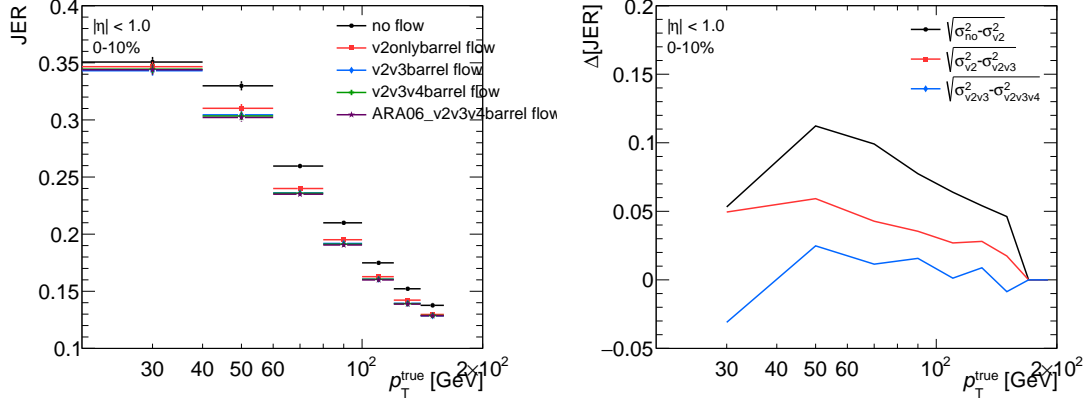 JER
|η| < 1.0
0-10%
no flow
v2onlybarrel flow
v2v3barrel flow
v2v3v4barrel flow
ARA06_v2v3v4barrel flow
0.4
0.35
0.3
0.25
0.2
0.15
0.1
30 40 50 60 10² 2×10²
p_T^true [GeV]
Δ[JER]
|η| < 1.0
0-10%
√σ²_no-σ²_v2
√σ²_v2-σ²_v2v3
√σ²_v2v3-σ²_v2v3v4
0.2
0.15
0.1
0.05
0
−0.05
30 40 50 60 10² 2×10²
p_T^true [GeV]